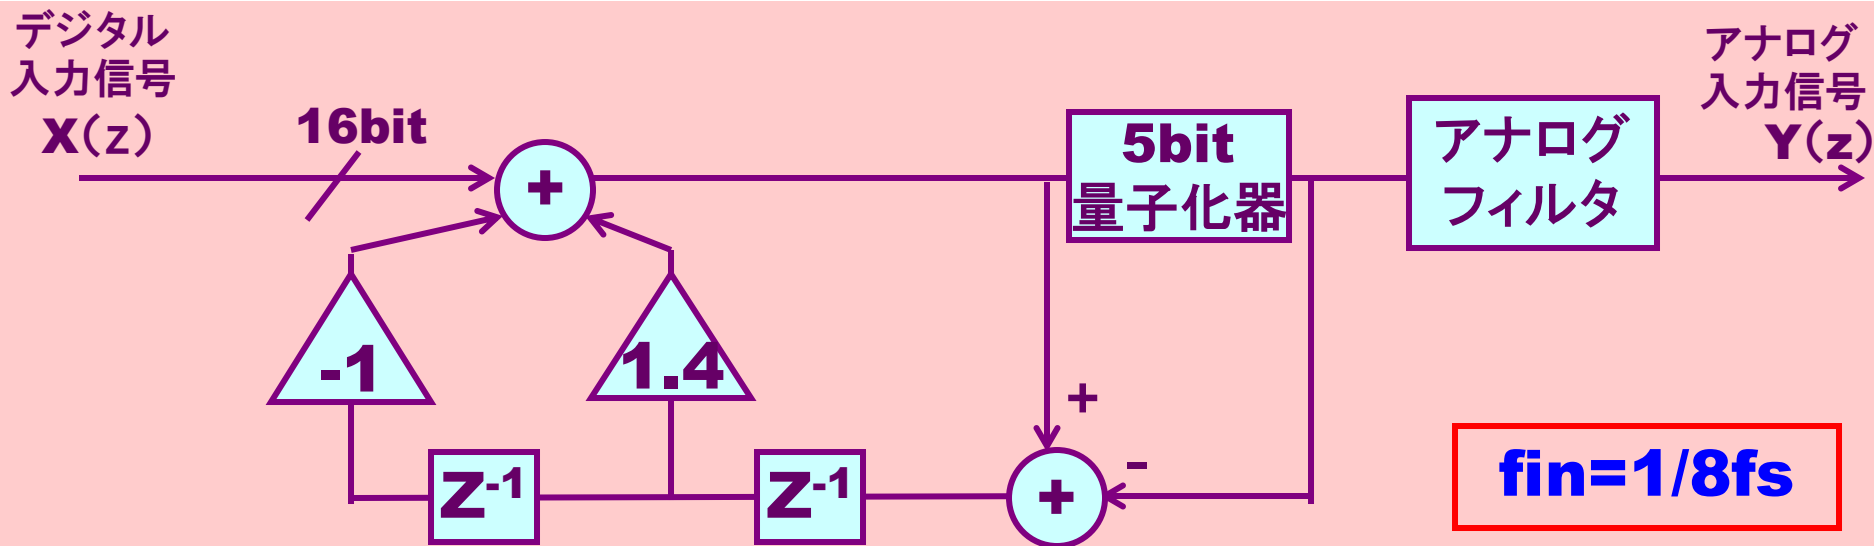 デジタル
入力信号
X(z)
16bit
+
5bit
量子化器
アナログ
フィルタ
アナログ
入力信号
Y(z)
-1
1.4
+
-
Z-1
Z-1
+
fin=1/8fs